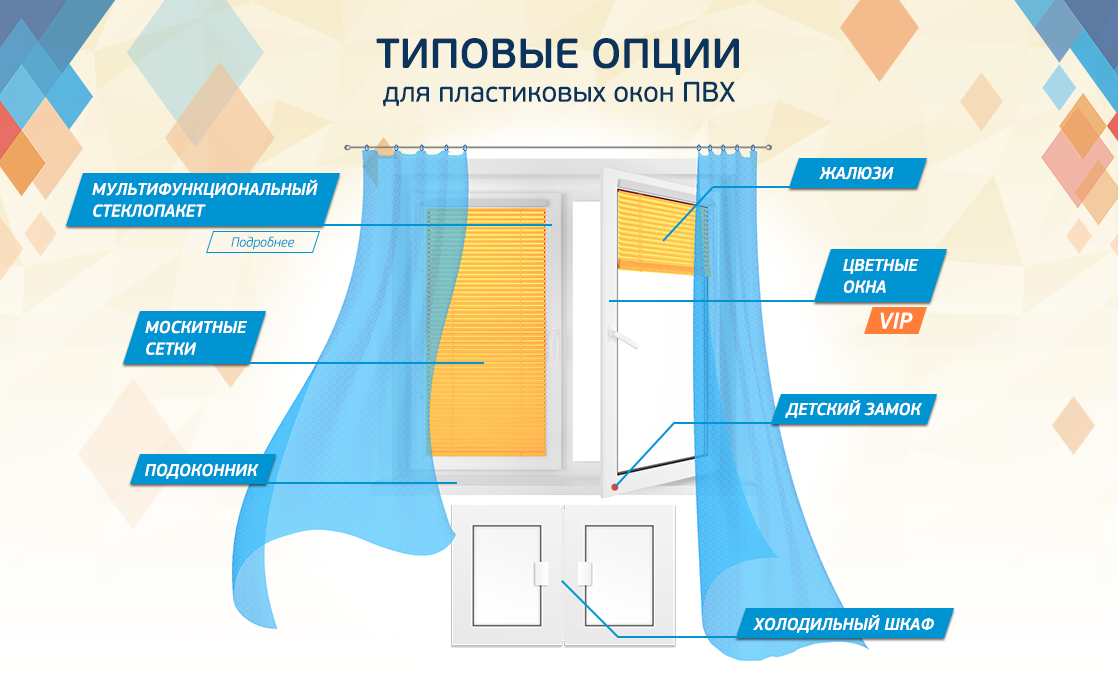 ТИПОВЫЕ ОПЦИИ
для пластиковых окон ПВХ
МУЛЬТИФУНКЦИОНАЛЬНЫЙ
СТЕКЛОПАКЕТ
Подробнее
МОСКИТНЫЕ
СЕТКИ
ПОДОКОННИК
ЖАЛЮЗИ
ЦВЕТНЫЕ
ОКНА
VIP
ДЕТСКИЙ ЗАМОК
ХОЛОДИЛЬНЫЙ ШКАФ